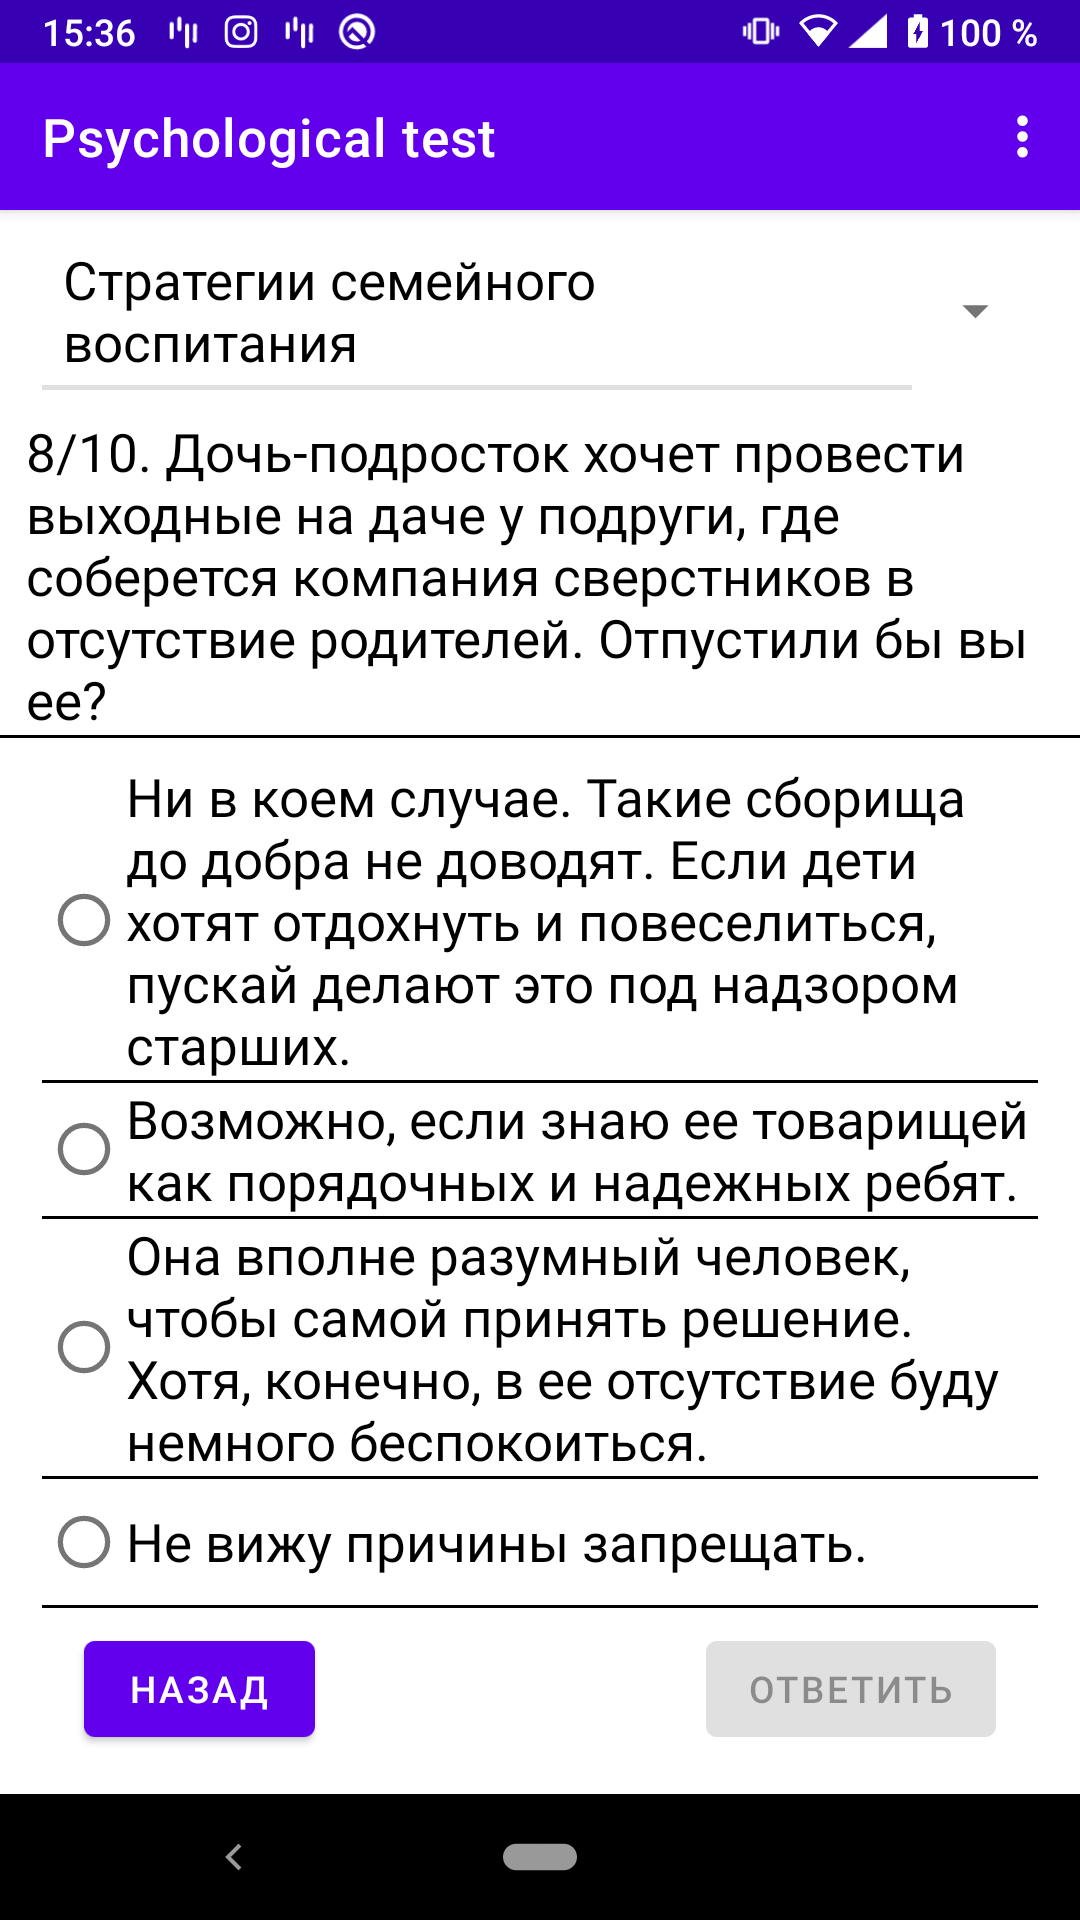 15:36
100 %
Psychological test
Стратегии семейного
воспитания
8/10. Дочь-подросток хочет провести
выходные на даче у подруги, где
соберется компания сверстников в
отсутствие родителей. Отпустили бы вы
ее?
Ни в коем случае. Такие сборища
до добра не доводят. Если дети
хотят отдохнуть и повеселиться,
пускай делают это под надзором
старших.
Возможно, если знаю ее товарищей
как порядочных и надежных ребят.
Она вполне разумный человек,
чтобы самой принять решение.
Хотя, конечно, в ее отсутствие буду
немного беспокоиться.
Не вижу причины запрещать.
НАЗАД
ОТВЕТИТЬ